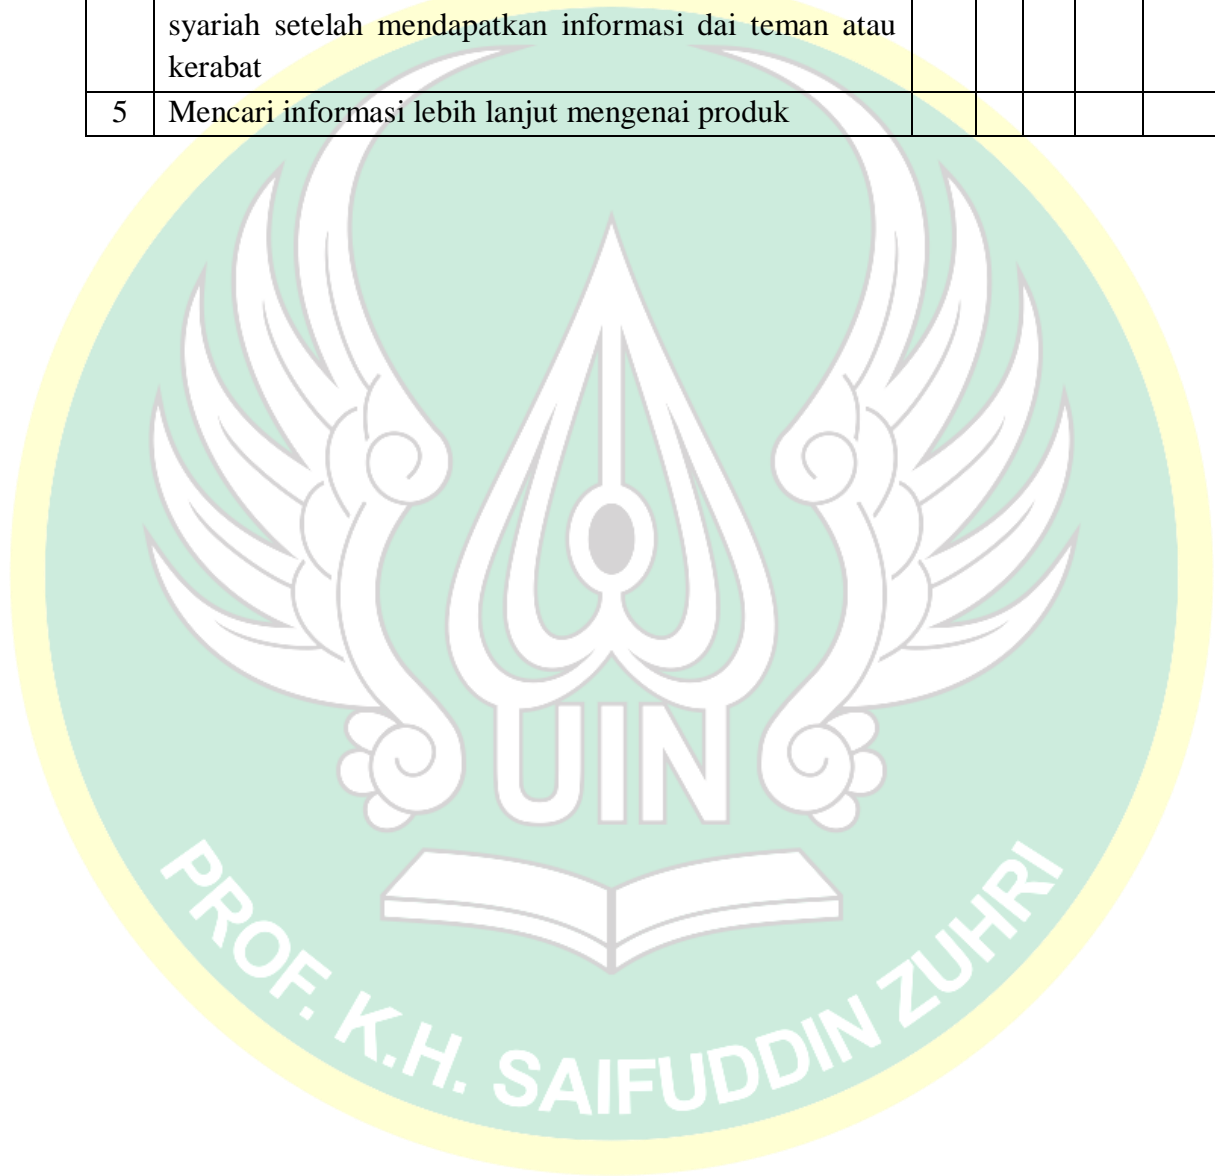 syariah setelah mendapatkan informasi dai teman atau
kerabat
5 Mencari informasi lebih lanjut mengenai produk
UIN
PROF. K.H. SAIFUDDIN ZUHRI